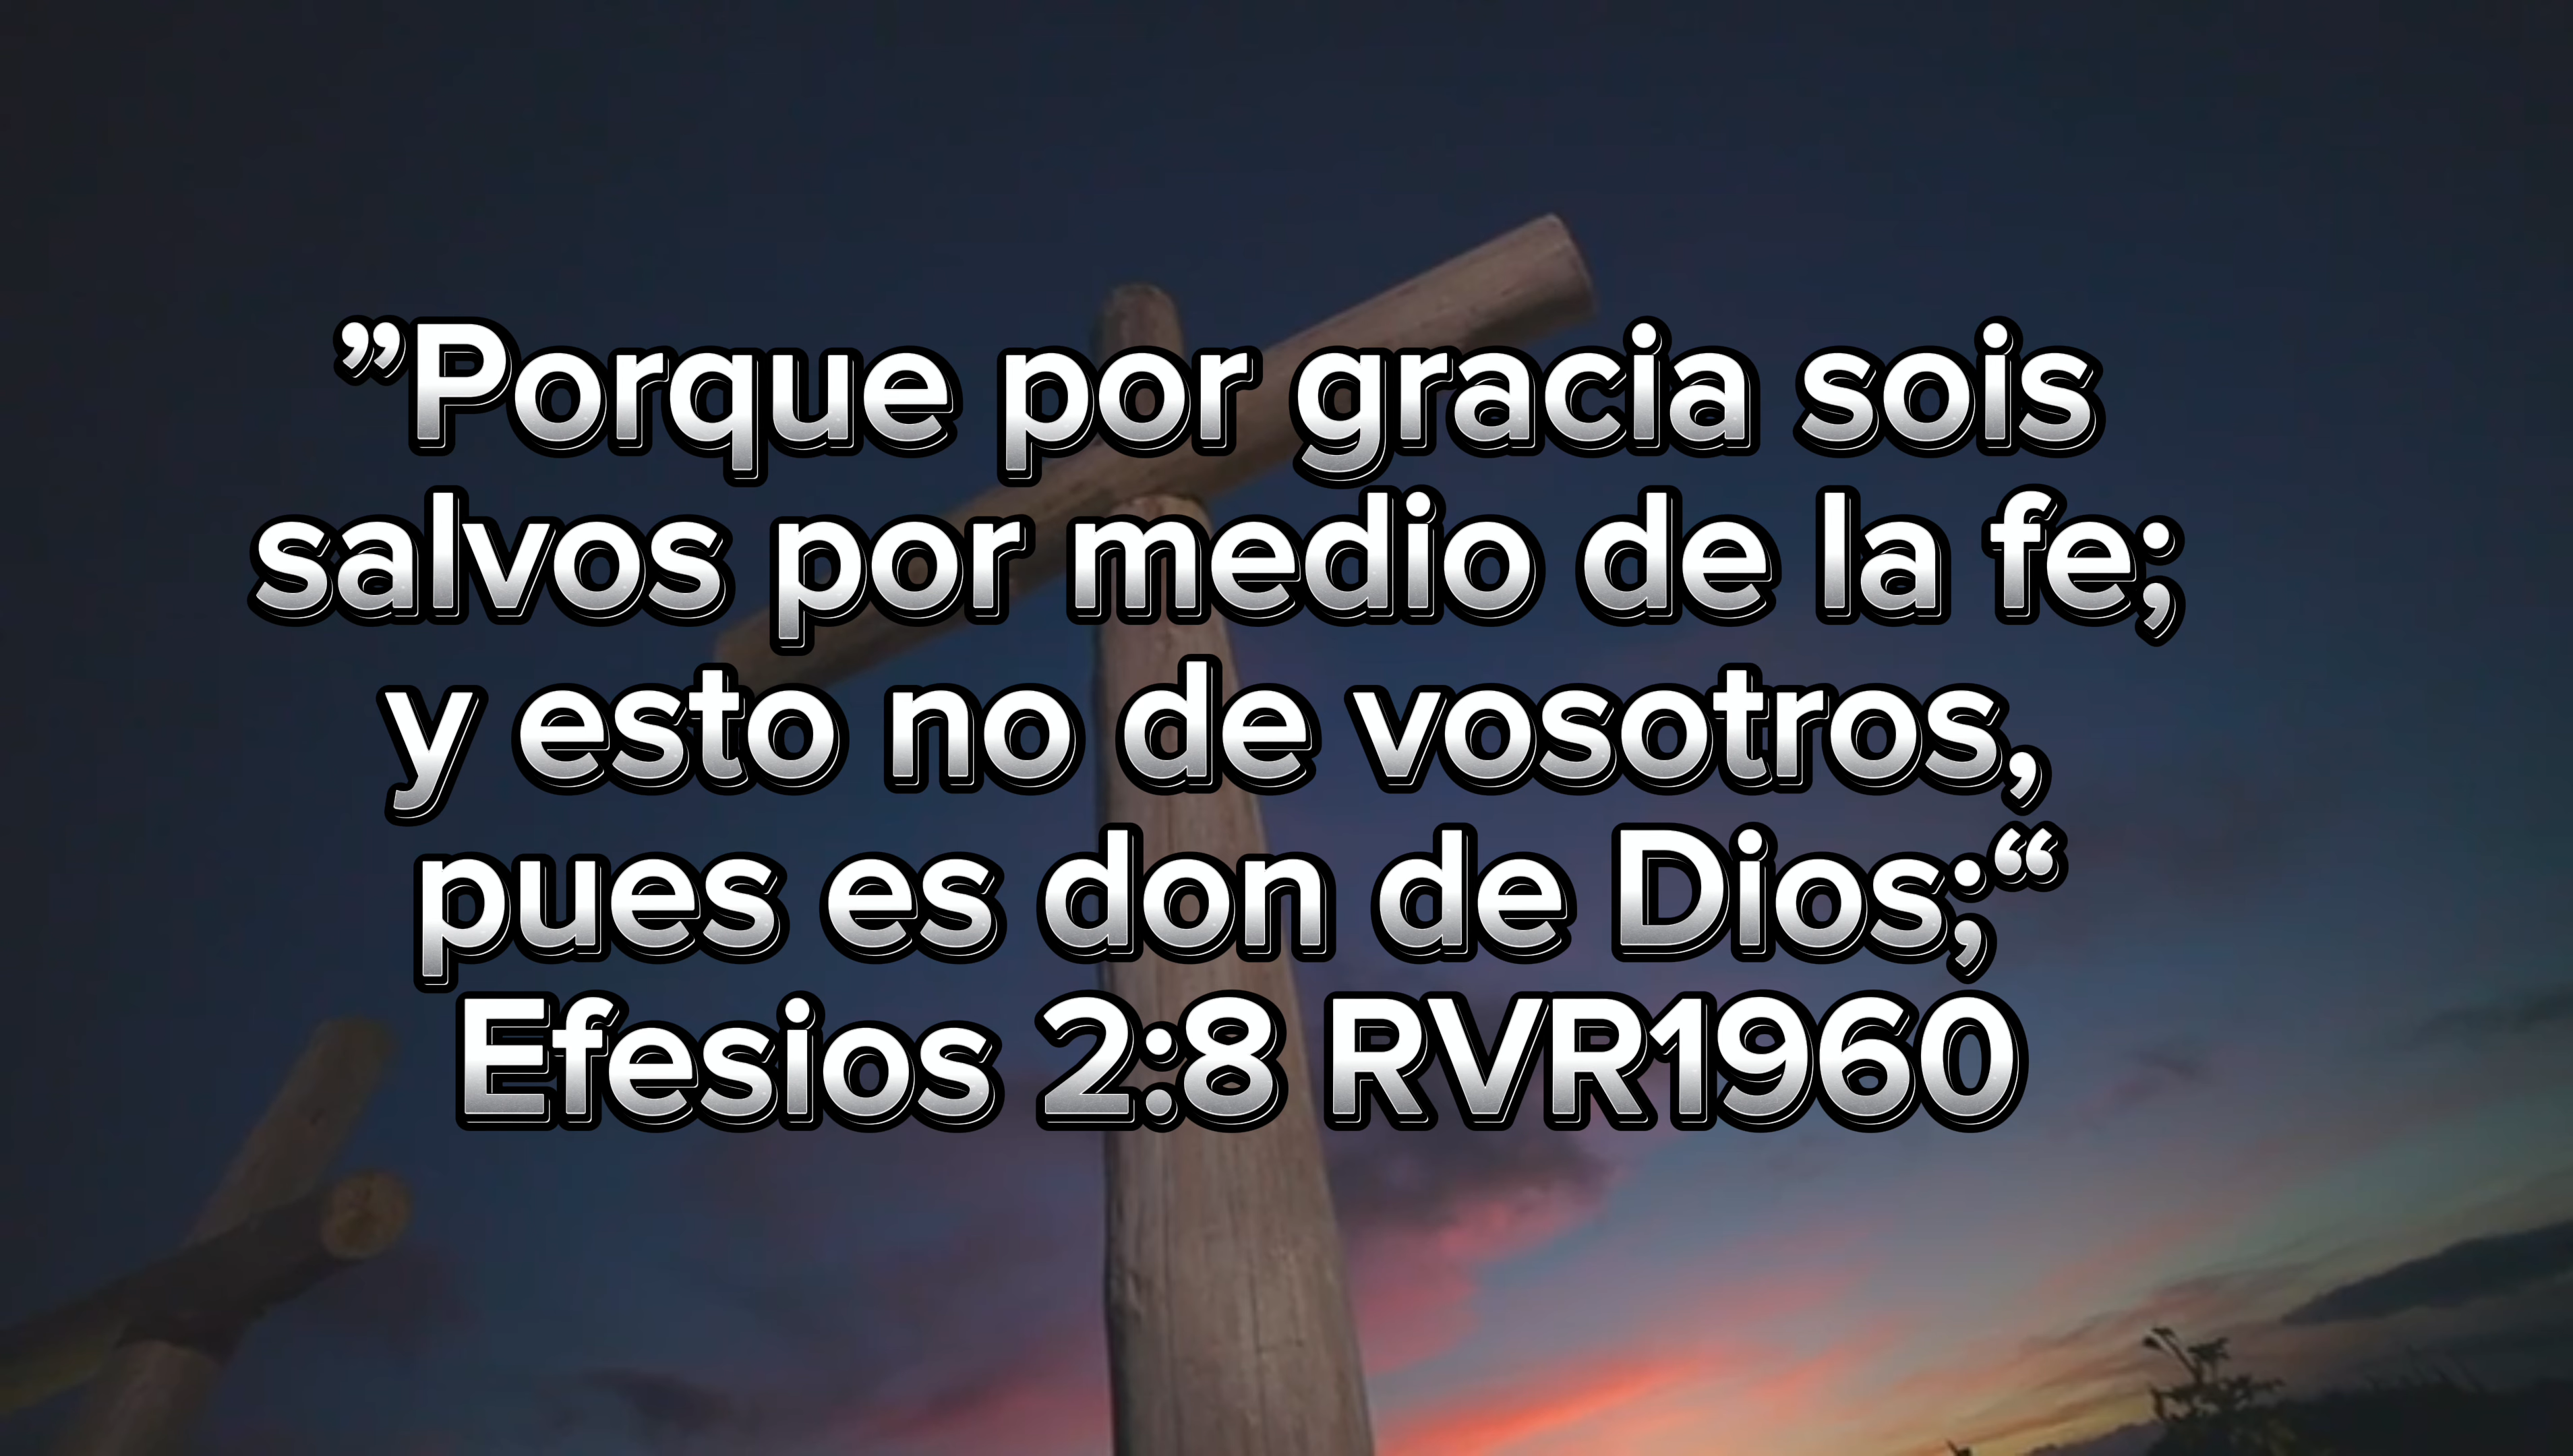 ”Porque por gracia sois
salvos por medio de la fe;
y esto no de vosotros,
pues es don de Dios;“
Efesios 2:8 RVR1960